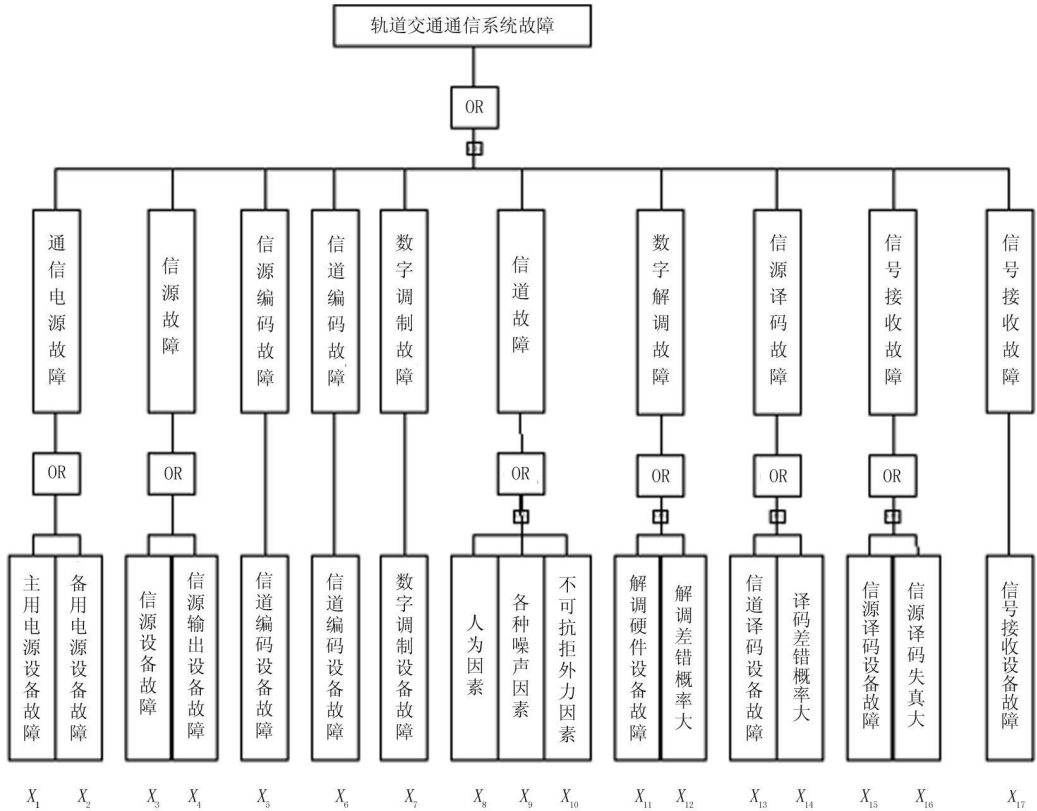 轨道交通通信系统故障
OR
通信电源故障
信源故障
信源编码故障
信道编码故障
数字调制故障
信道故障
数字解调故障
信源译码故障
信号接收故障
信号接收故障
OR
OR
OR
OR
OR
OR
主用电源设备故障
备用电源设备故障
信源设备故障
信源输出设备故障
信道编码设备故障
信道编码设备故障
数字调制设备故障
人为因素
各种噪声因素
不可抗拒外力因素
解调硬件设备故障
解调差错概率大
信道译码设备故障
译码差错概率大
信源译码设备故障
信源译码失真大
信号接收设备故障
X₁ X₂ X₃ X₄ X₅ X₆ X₇ X₈ X₉ X₁₀ X₁₁ X₁₂ X₁₃ X₁₄ X₁₅ X₁₆ X₁₇